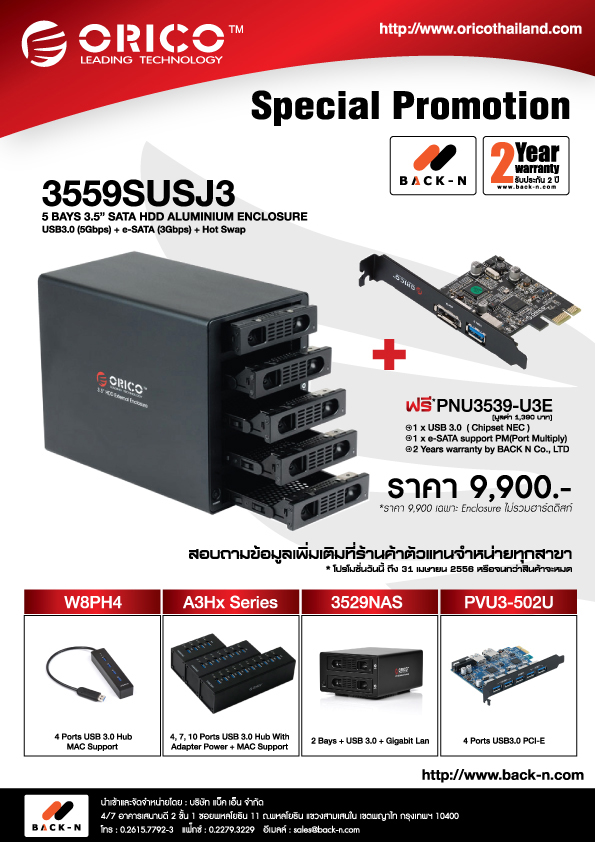 ORICO™
LEADING TECHNOLOGY
http://www.oricothailand.com
Special Promotion
BACK-N
2 Year
warranty
รับประกัน 2 ปี
www.back-n.com
3559SUSJ3
5 BAYS 3.5” SATA HDD ALUMINIUM ENCLOSURE
USB3.0 (5Gbps) + e-SATA (3Gbps) + Hot Swap
ORICO™
3.5" HDD External Enclosure
+
ฟรี PNU3539-U3E
(มูลค่า 1,390 บาท)
1 x USB 3.0 ( Chipset NEC )
1 x e-SATA support PM(Port Multiply)
2 Years warranty by BACK N Co., LTD
ราคา 9,900.-
*ราคา 9,900 เฉพาะ Enclosure ไม่รวมฮาร์ดดิสก์
สอบถามข้อมูลเพิ่มเติมที่ร้านค้าตัวแทนจำหน่ายทุกสาขา
* โปรโมชั่นวันนี้ ถึง 31 เมษายน 2556 หรือจนกว่าสินค้าจะหมด
W8PH4
4 Ports USB 3.0 Hub
MAC Support
A3Hx Series
4, 7, 10 Ports USB 3.0 Hub With
Adapter Power + MAC Support
3529NAS
ORICO
2 Bays + USB 3.0 + Gigabit Lan
PVU3-502U
4 Ports USB3.0 PCI-E
http://www.back-n.com
BACK-N
นำเข้าและจัดจำหน่ายโดย : บริษัท แบ็ค เอ็น จำกัด
4/7 อาคารเสนาบดี 2 ชั้น 1 ซอยพหลโยธิน 11 ถ.พหลโยธิน แขวงสามเสนใน เขตพญาไท กรุงเทพฯ 10400
โทร : 0.2615.7792-3 แฟ็กซ์ : 0.2279.3229 อีเมลล์ : sales@back-n.com